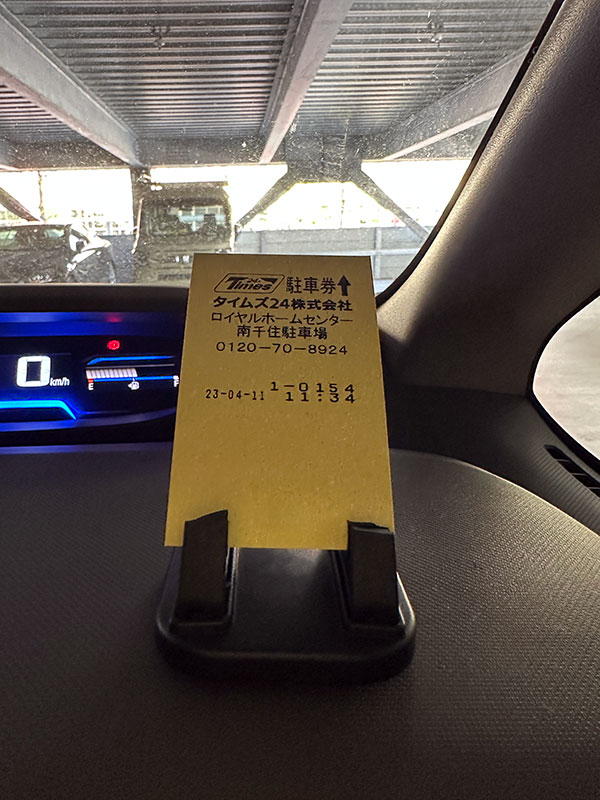 Times 駐車券↑
タイムズ24株式会社
ロイヤルホームセンター
南千住駐車場
0120-70-8924
1-0154
23-04-11 11:34
0 km/h
E